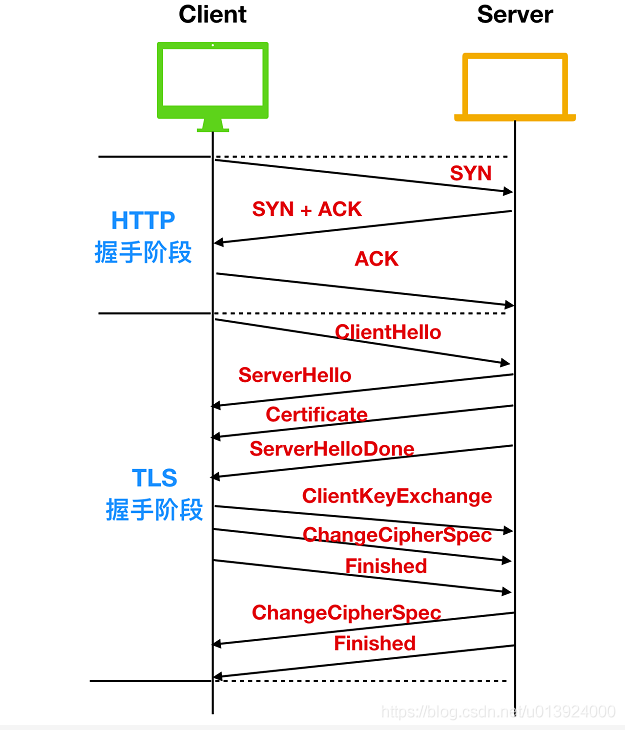 Client
Server
SYN
SYN + ACK
HTTP
握手阶段
ACK
ClientHello
ServerHello
Certificate
ServerHelloDone
TLS
握手阶段
ClientKeyExchange
ChangeCipherSpec
Finished
ChangeCipherSpec
Finished
https://blog.csdn.net/u013924000